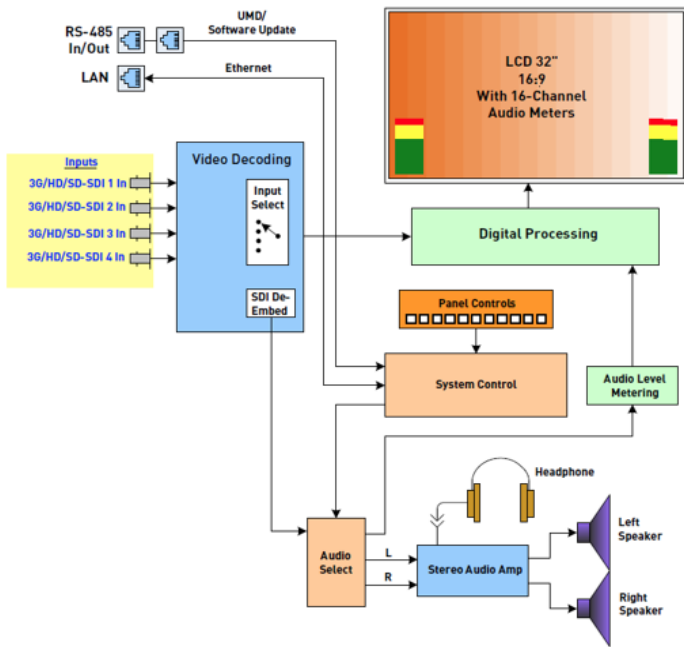 UMD/
Software Update
RS-485
In/Out
LAN
Ethernet
LCD 32"
16:9
With 16-Channel
Audio Meters
Inputs
3G/HD/SD-SDI 1 In
3G/HD/SD-SDI 2 In
3G/HD/SD-SDI 3 In
3G/HD/SD-SDI 4 In
Video Decoding
Input
Select
SDI De-
Embed
Digital Processing
Panel Controls
System Control
Audio Level
Metering
Headphone
Audio
Select
L
R
Stereo Audio Amp
Left
Speaker
Right
Speaker